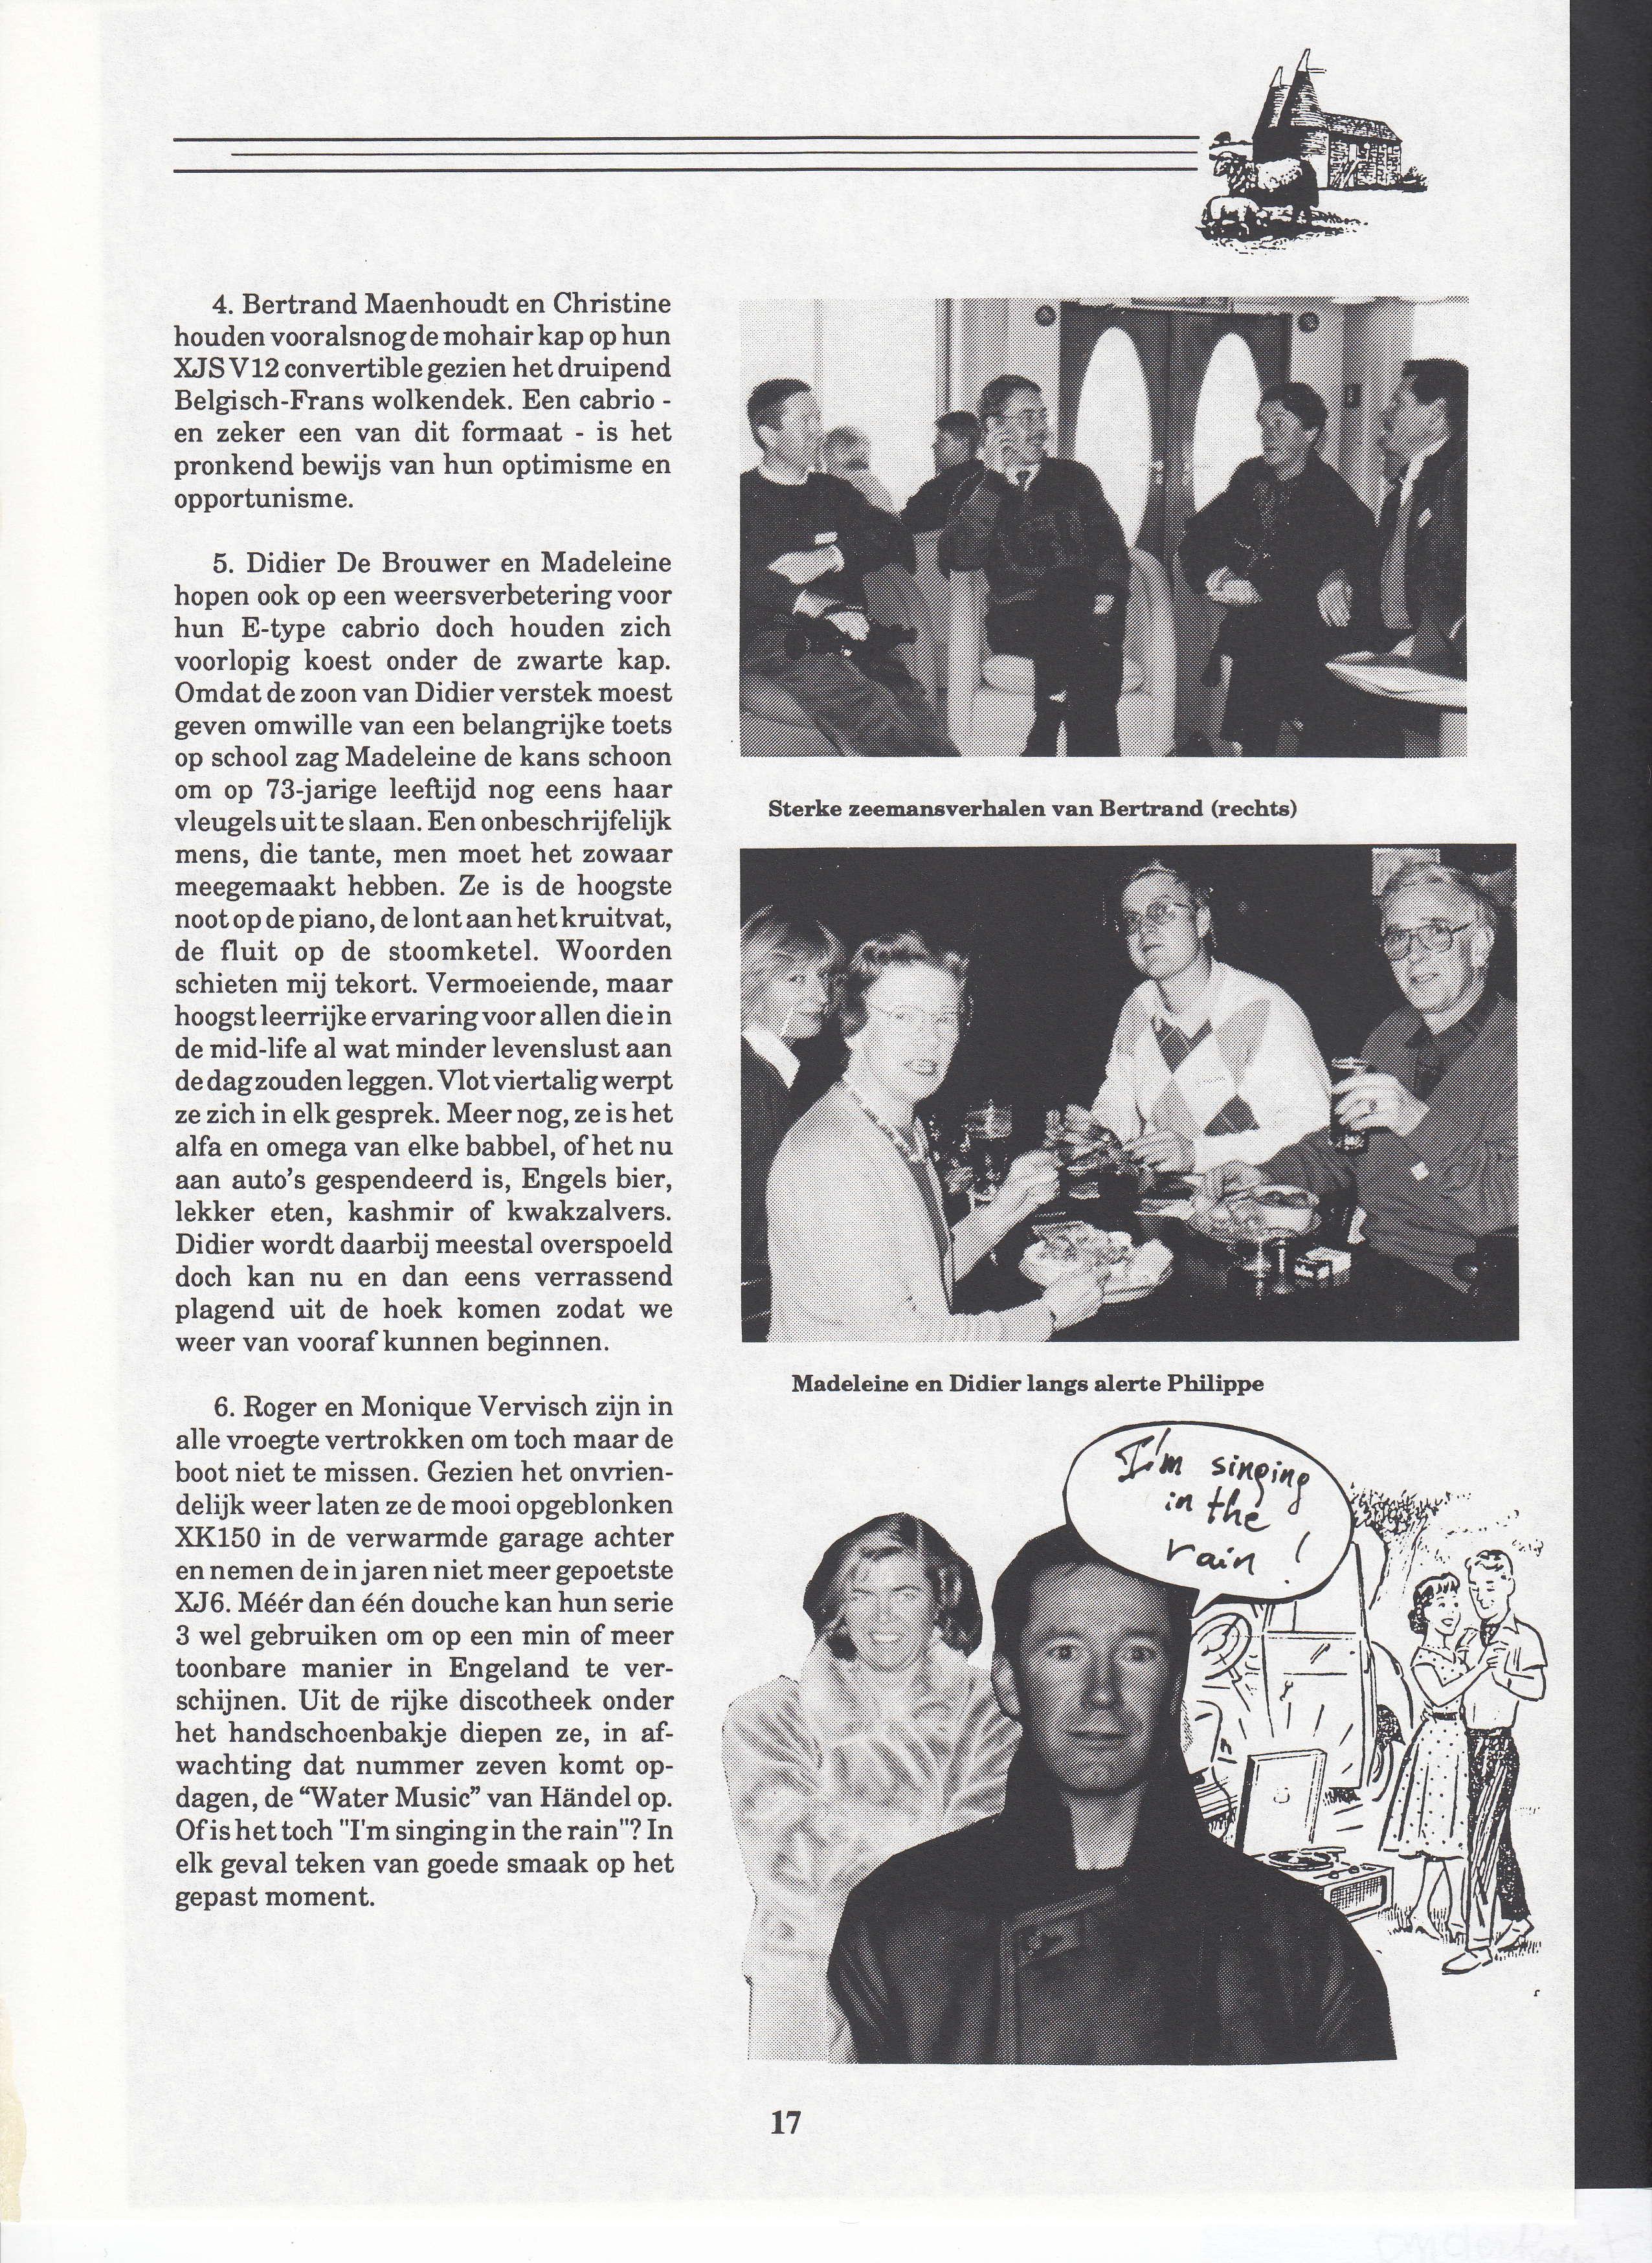 4. Bertrand Maenhoudt en Christine
houden vooralsnog de mohair kap op hun
XJS V12 convertible gezien het druipend
Belgisch-Frans wolkendek. Een cabrio -
en zeker een van dit formaat - is het
pronkend bewijs van hun optimisme en
opportunisme.
5. Didier De Brouwer en Madeleine
hopen ook op een weersverbetering voor
hun E-type cabrio doch houden zich
voorlopig koest onder de zwarte kap.
Omdat de zoon van Didier verstek moest
geven omwille van een belangrijke toets
op school zag Madeleine de kans schoon
om op 73-jarige leeftijd nog eens haar
vleugels uit te slaan. Een onbeschrijfelijk
mens, die tante, men moet het zowaar
meegemaakt hebben. Ze is de hoogste
noot op de piano, de lont aan het kruitvat,
de fluit op de stoomketel. Woorden
schieten mij tekort. Vermoeiende, maar
hoogst leerrijke ervaring voor allen die in
de mid-life al wat minder levenslust aan
de dag zouden leggen. Vlot viertalig werpt
ze zich in elk gesprek. Meer nog, ze is het
alfa en omega van elke babbel, of het nu
aan auto's gespendeerd is, Engels bier,
lekker eten, kashmir of kwakzalvers.
Didier wordt daarbij meestal overspoeld
doch kan nu en dan eens verrassend
plagend uit de hoek komen zodat we
weer van vooraf kunnen beginnen.
6. Roger en Monique Vervisch zijn in
alle vroegte vertrokken om toch maar de
boot niet te missen. Gezien het onvrien-
delijk weer laten ze de mooi opgeblonken
XK150 in de verwarmde garage achter
en nemen de in jaren niet meer gepoetste
XJ6. Méér dan één douche kan hun serie
3 wel gebruiken om op een min of meer
toonbare manier in Engeland te ver-
schijnen. Uit de rijke discotheek onder
het handschoenbakje diepen ze, in af-
wachting dat nummer zeven komt op-
dagen, de “Water Music” van Händel op.
Of is het toch "I'm singing in the rain"? In
elk geval teken van goede smaak op het
gepast moment.
Sterke zeemansverhalen van Bertrand (rechts)
Madeleine en Didier langs alerte Philippe
I'm singing
in the
rain !
17